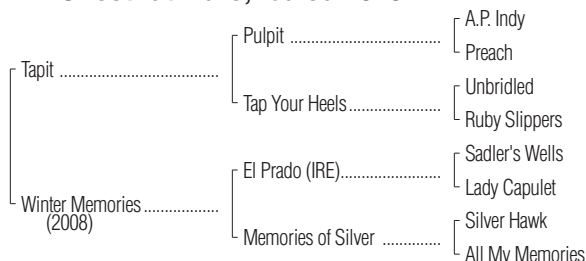 A.P. Indy
Pulpit
Preach
Tapit
Unbridled
Tap Your Heels
Ruby Slippers
Sadler's Wells
El Prado (IRE)
Lady Capulet
Winter Memories
(2008)
Silver Hawk
Memories of Silver
All My Memories